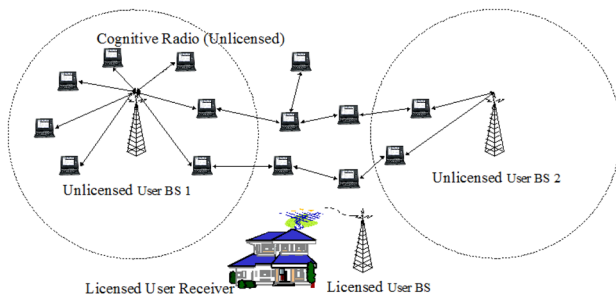 Cognitive Radio (Unlicensed)
Unlicensed User BS 1
Unlicensed User BS 2
Licensed User Receiver
Licensed User BS